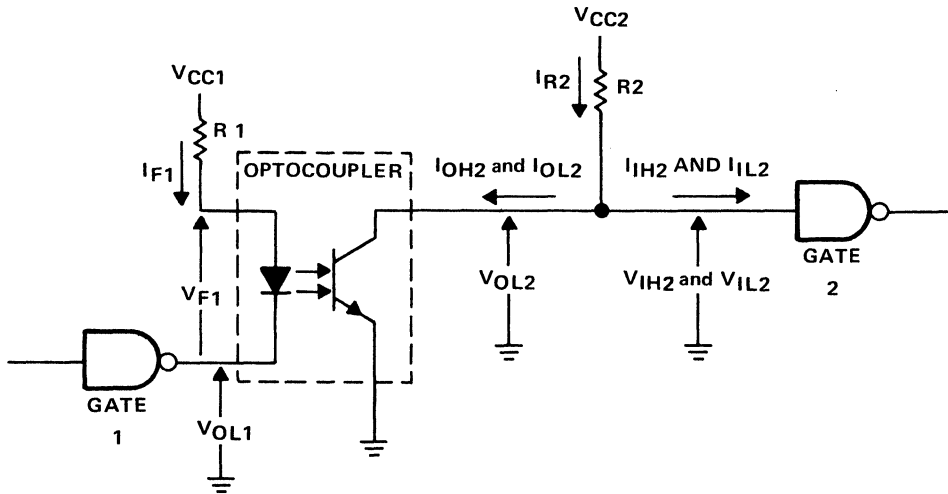 VCC2
IR2
R2
VCC1
R 1
IF1
OPTOCOUPLER
IOH2 and IOL2
IIH2 AND IIL2
VF1
VOL2
VIH2 and VIL2
GATE
2
GATE
1
VOL1